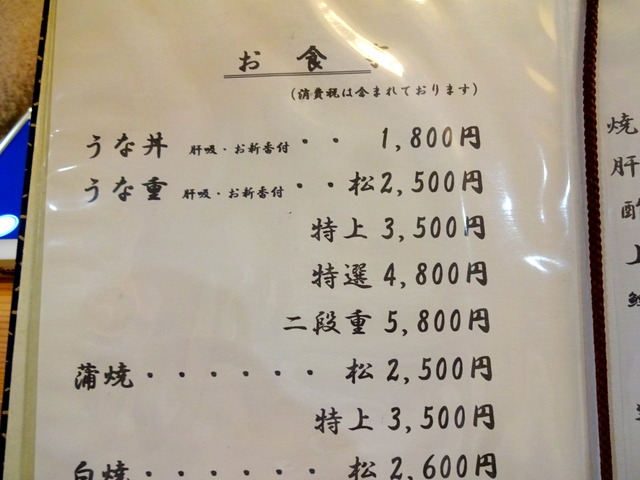 お食事
(消費税は含まれております)
うな丼 肝吸・お新香付・・ 1,800円
うな重 肝吸・お新香付・・松2,500円
特上 3,500円
特選 4,800円
二段重 5,800円
蒲焼・・・・・・ 松 2,500円
特上 3,500円
白焼・・・・・・ 松 2,600円
焼
肝
酢